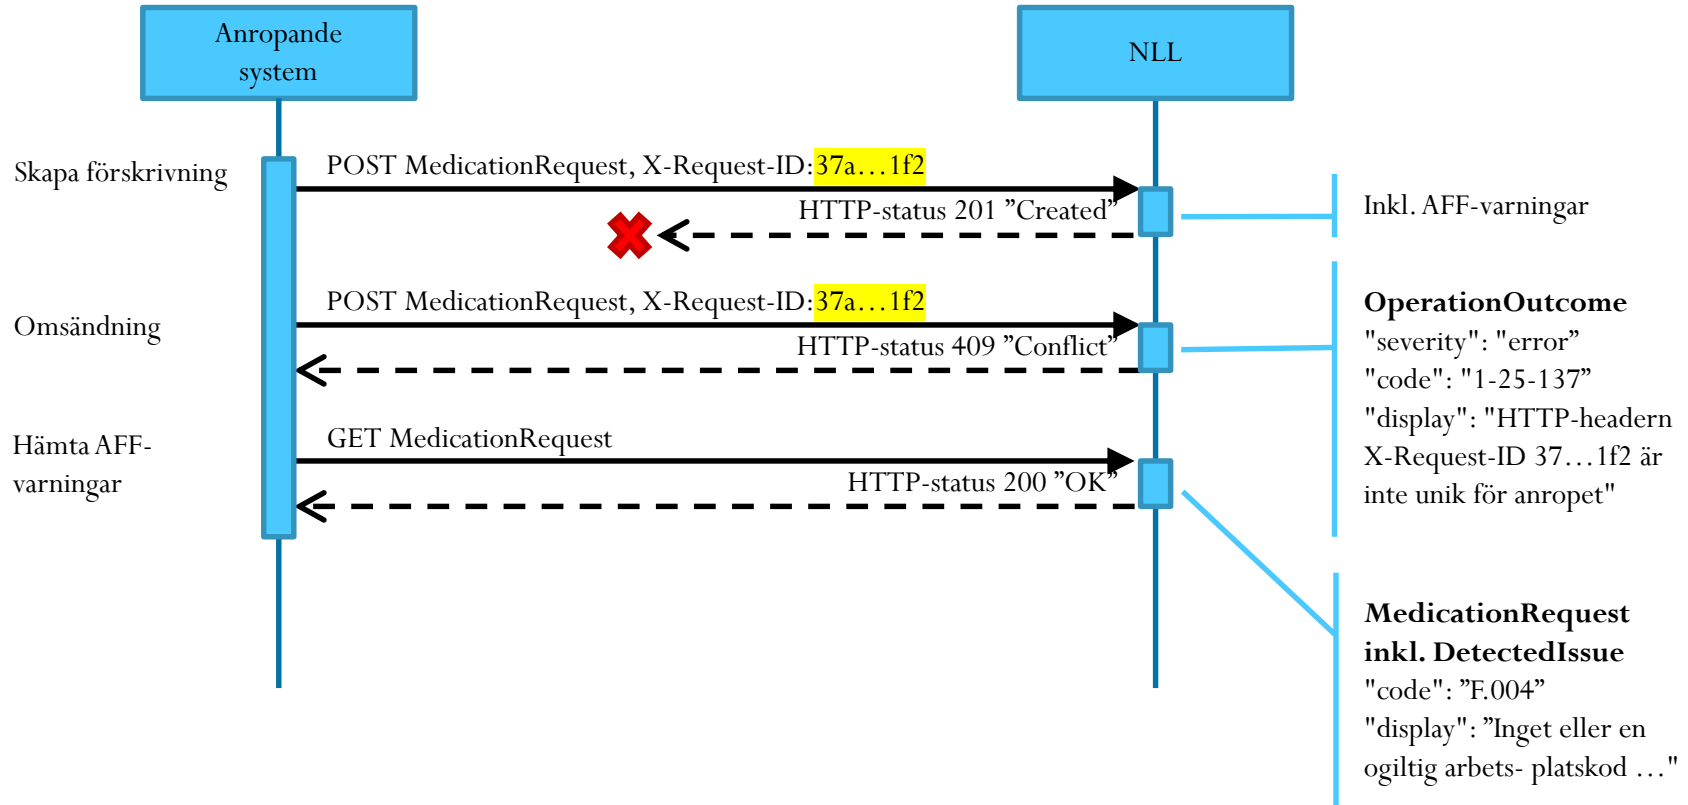 Anropande
system
NLL
Skapa förskrivning
POST MedicationRequest, X-Request-ID:37a…1f2
HTTP-status 201 ”Created”
Inkl. AFF-varningar
Omsändning
POST MedicationRequest, X-Request-ID:37a…1f2
HTTP-status 409 ”Conflict”
OperationOutcome
"severity": "error”
"code": "1-25-137”
"display": "HTTP-headern
X-Request-ID 37…1f2 är
inte unik för anropet"
Hämta AFF-
varningar
GET MedicationRequest
HTTP-status 200 ”OK”
MedicationRequest
inkl. DetectedIssue
"code": ”F.004”
"display": ”Inget eller en
ogiltig arbets- platskod …"